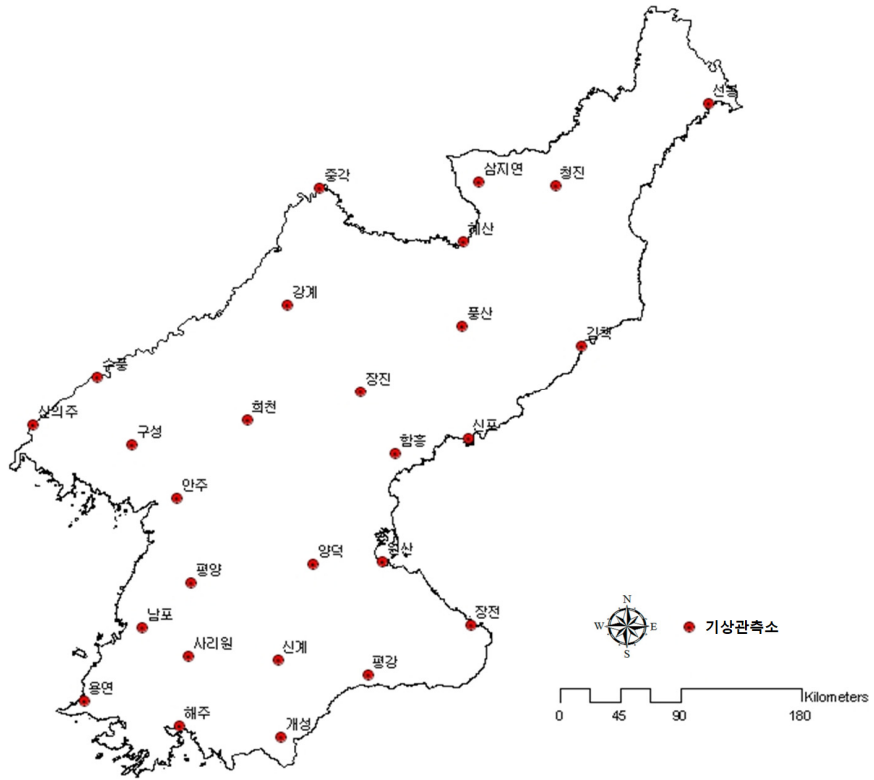 선봉
삼지연
청진
중강
혜산
강계
풍산
김책
수풍
장진
희천
신의주
구성
신포
함흥
안주
양덕
원산
평양
남포
장전
사리원
신계
평강
용연
해주
개성
N
W E
S
기상관측소
Kilometers
0 45 90 180